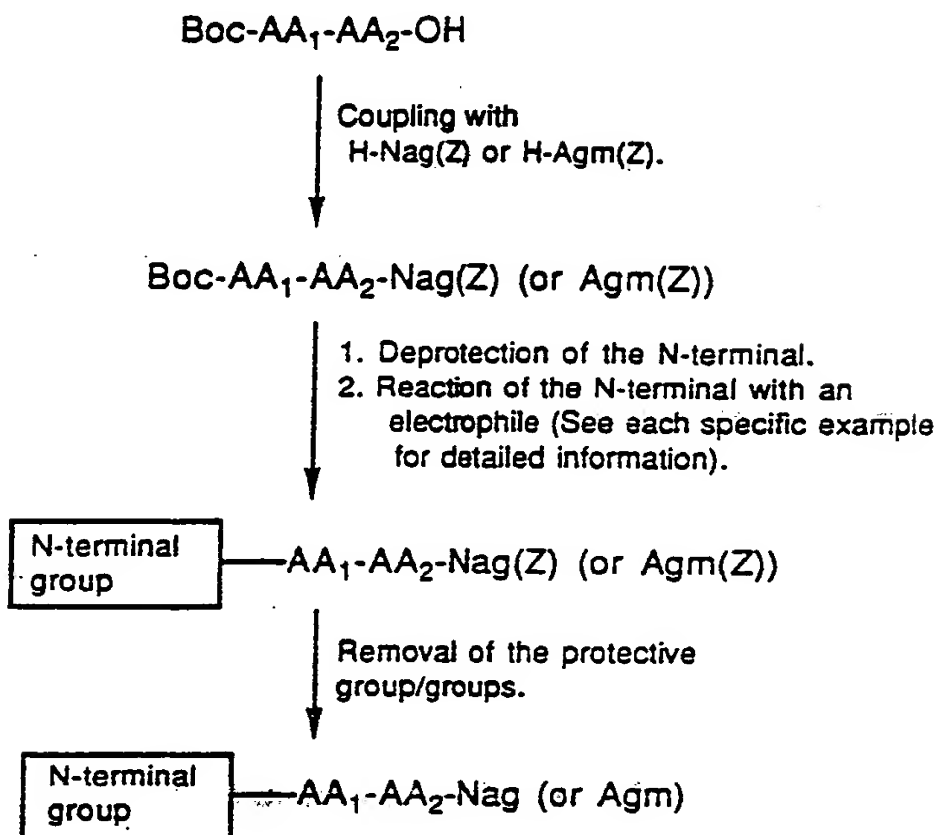 Boc-AA₁-AA₂-OH
Coupling with
H-Nag(Z) or H-Agm(Z).
Boc-AA₁-AA₂-Nag(Z) (or Agm(Z))
1. Deprotection of the N-terminal.
2. Reaction of the N-terminal with an
electrophile (See each specific example
for detailed information).
N-terminal
group
AA₁-AA₂-Nag(Z) (or Agm(Z))
Removal of the protective
group/groups.
N-terminal
group
AA₁-AA₂-Nag (or Agm)